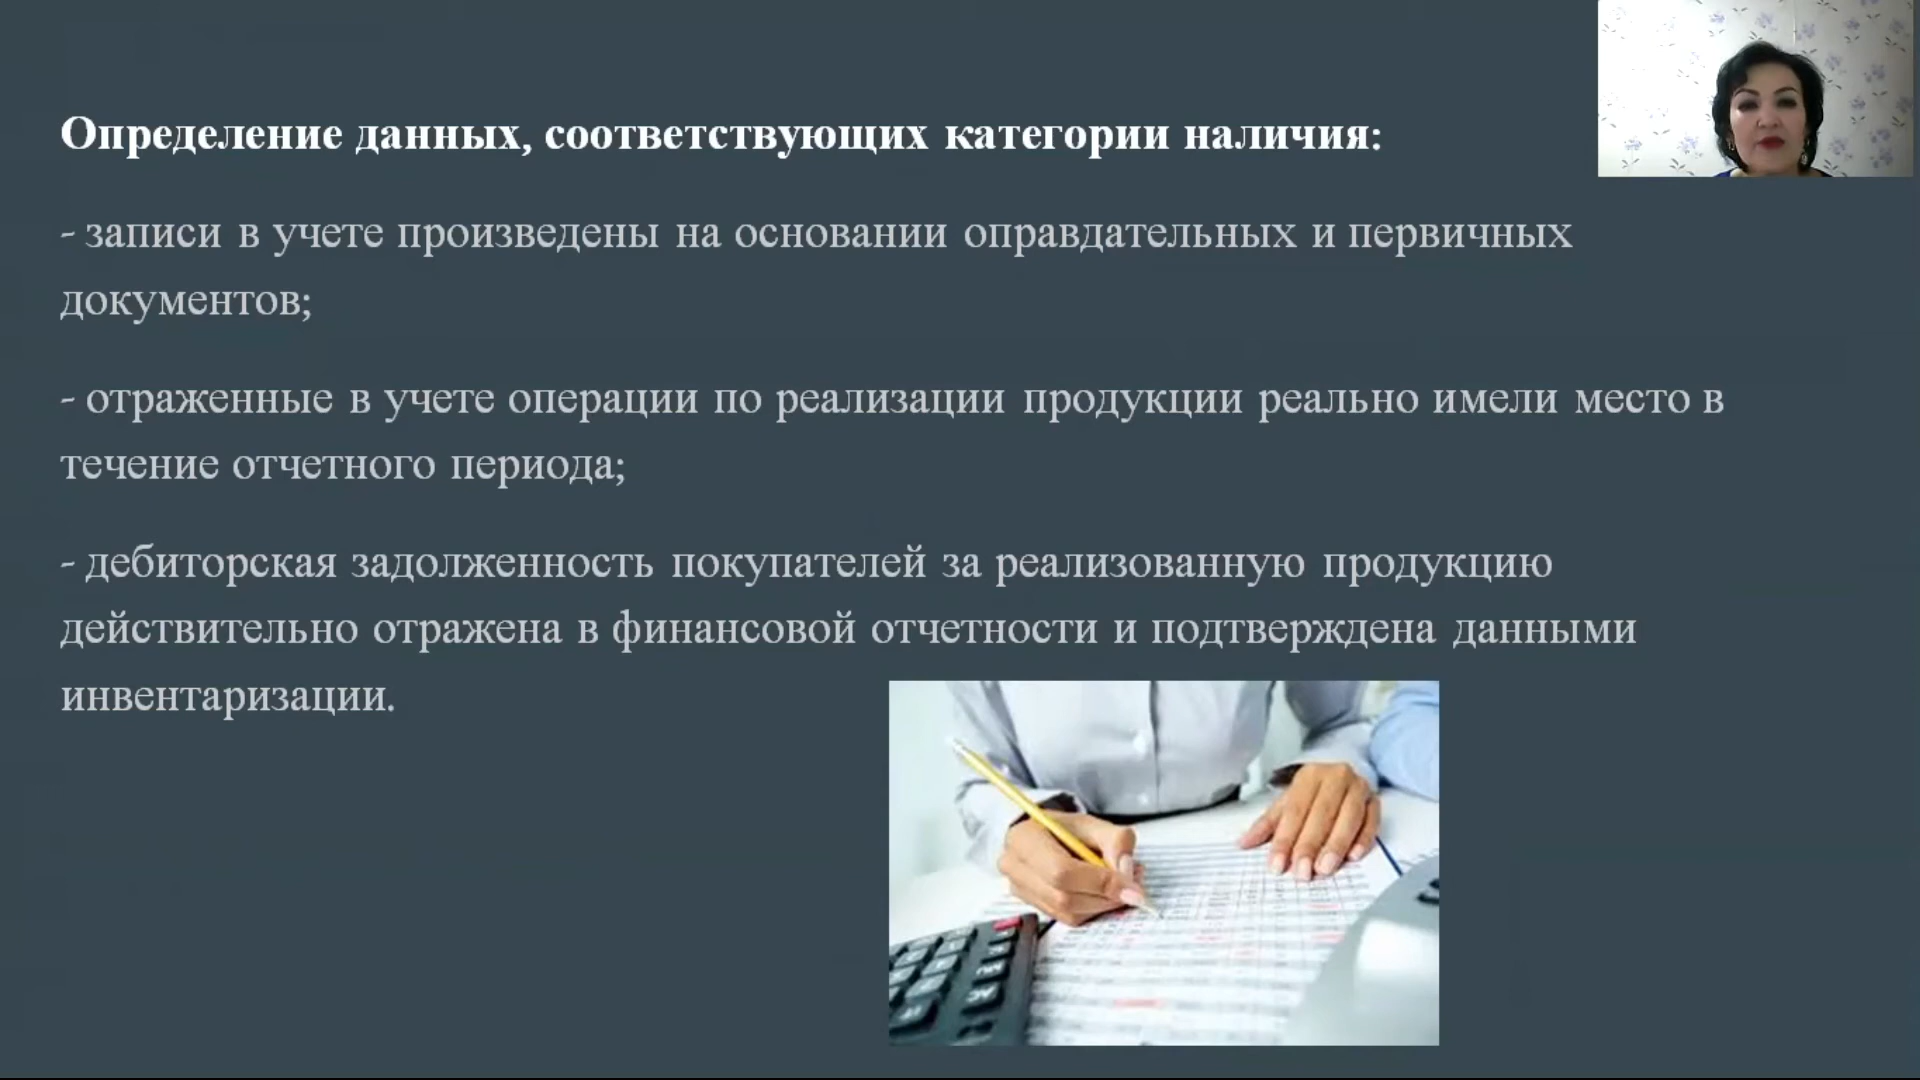 Определение данных, соответствующих категории наличия:
- записи в учете произведены на основании оправдательных и первичных
документов;
- отраженные в учете операции по реализации продукции реально имели место в
течение отчетного периода;
- дебиторская задолженность покупателей за реализованную продукцию
действительно отражена в финансовой отчетности и подтверждена данными
инвентаризации.